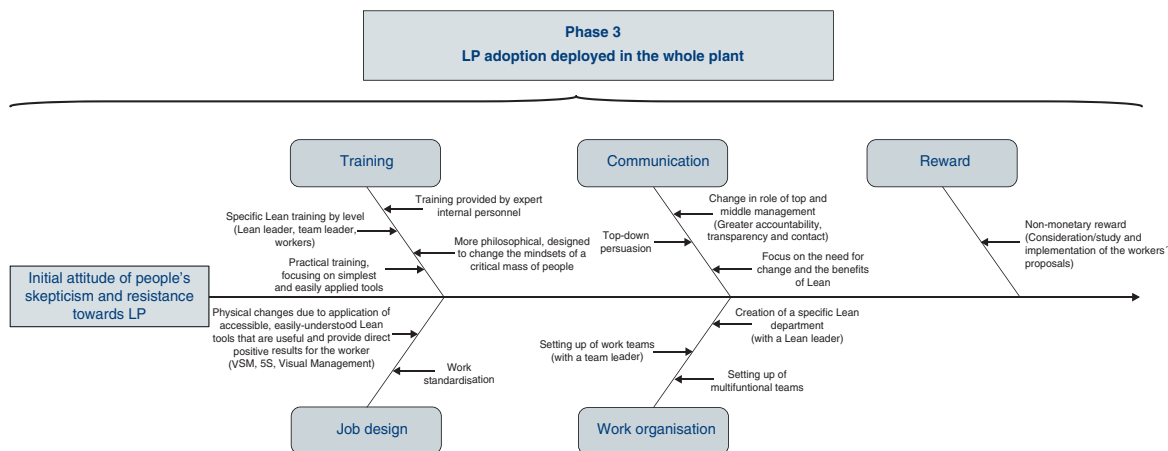 Phase 3
LP adoption deployed in the whole plant
Training
Communication
Reward
Training provided by expert
internal personnel
Specific Lean training by level
(Lean leader, team leader,
workers)
More philosophical, designed
to change the mindsets of a
critical mass of people
Practical training,
focusing on simplest
and easily applied tools
Change in role of top and
middle management
(Greater accountability,
transparency and contact)
Top-down
persuasion
Focus on the need for
change and the benefits
of Lean
Non-monetary reward
(Consideration/study and
implementation of the workers´
proposals)
Initial attitude of people's
skepticism and resistance
towards LP
Physical changes due to application of
accessible, easily-understood Lean
tools that are useful and provide direct
positive results for the worker
(VSM, 5S, Visual Management)
Work
standardisation
Creation of a specific Lean
department
(with a Lean leader)
Setting up of work teams
(with a team leader)
Setting up of
multifuntional teams
Job design
Work organisation